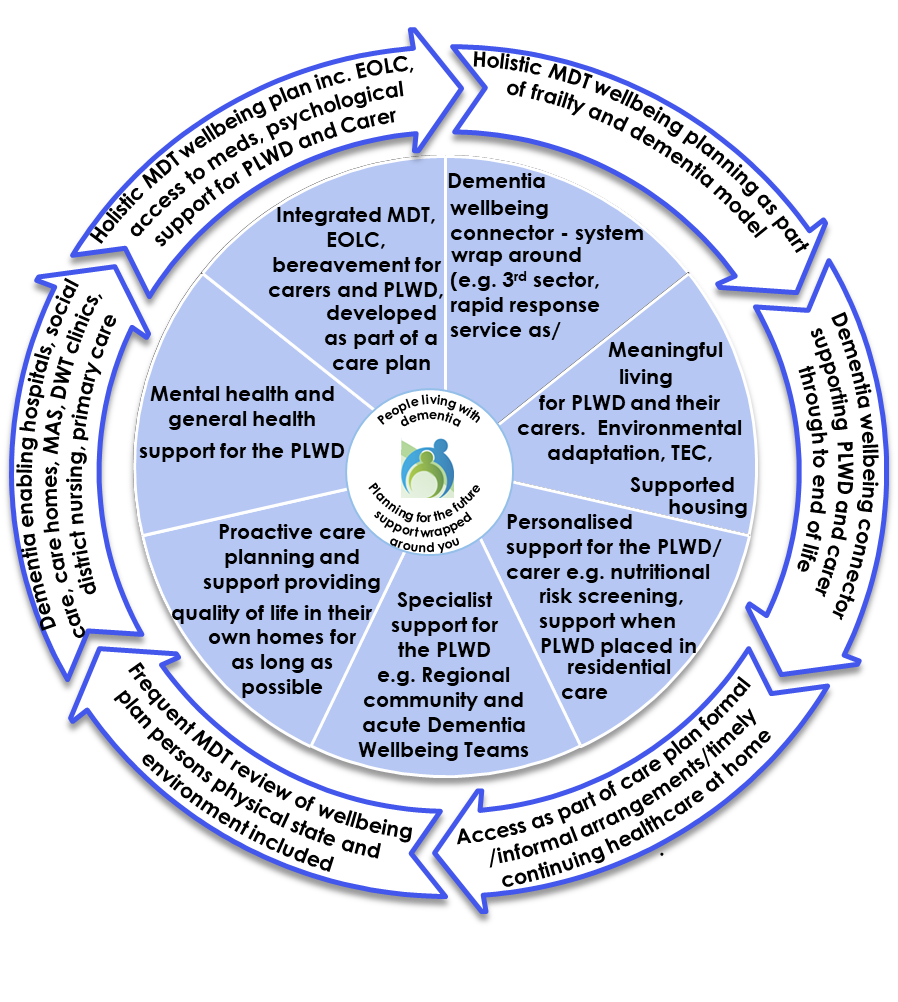 Holistic MDT wellbeing plan inc. EOLC,
access to meds, psychological
support for PLWD and Carer
Holistic MDT wellbeing planning as part
of frailty and dementia model
Dementia wellbeing connector
supporting PLWD and carer
through to end of life
Access as part of care plan formal
/informal arrangements/timely
continuing healthcare at home
.
Frequent MDT review of wellbeing
plan persons physical state and
environment included
Dementia enabling hospitals, social
care, care homes, MAS, DWT clinics,
district nursing, primary care
Dementia
wellbeing
connector - system
wrap around
(e.g. 3rd sector,
rapid response
service as/
Meaningful
living
for PLWD and their
carers. Environmental
adaptation, TEC,
Supported
housing
Personalised
support for the PLWD/
carer e.g. nutritional
risk screening,
support when
PLWD placed in
residential
care
Specialist
support for
the PLWD
e.g. Regional
community and
acute Dementia
Wellbeing Teams
Proactive care
planning and
support providing
quality of life in their
own homes for
as long as
possible
Mental health and
general health
support for the PLWD
Integrated MDT,
EOLC,
bereavement for
carers and PLWD,
developed
as part of a
care plan
People living with
dementia
Planning for the future
support wrapped
around you